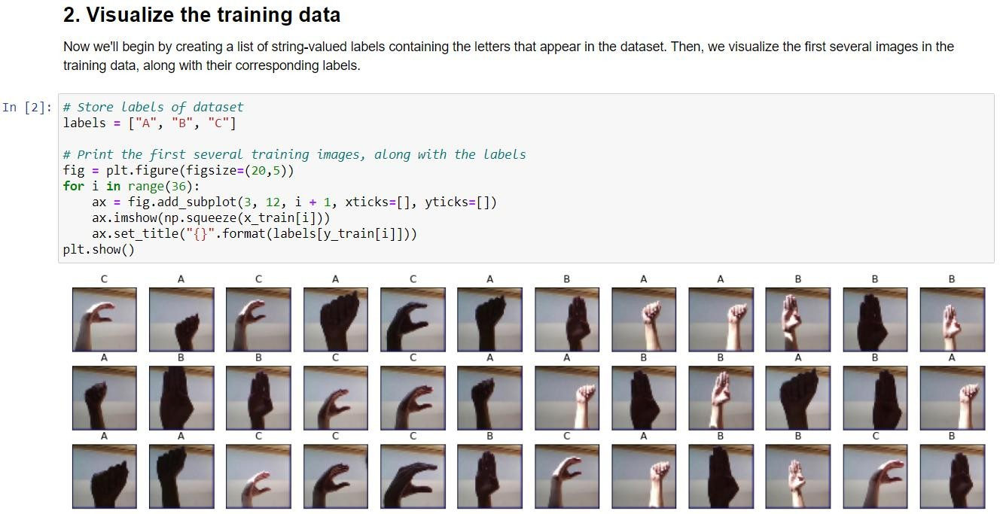 2. Visualize the training data
Now we'll begin by creating a list of string-valued labels containing the letters that appear in the dataset. Then, we visualize the first several images in the
training data, along with their corresponding labels.
In [2]: # Store labels of dataset
labels = ["A", "B", "C"]
# Print the first several training images, along with the labels
fig = plt.figure(figsize=(20,5))
for i in range(36):
    ax = fig.add_subplot(3, 12, i + 1, xticks=[], yticks=[])
    ax.imshow(np.squeeze(x_train[i]))
    ax.set_title("{}".format(labels[y_train[i]]))
plt.show()
C A C A C A B A A B B B
A B B C C A A B B A B A
A A C C C B C A B B C B